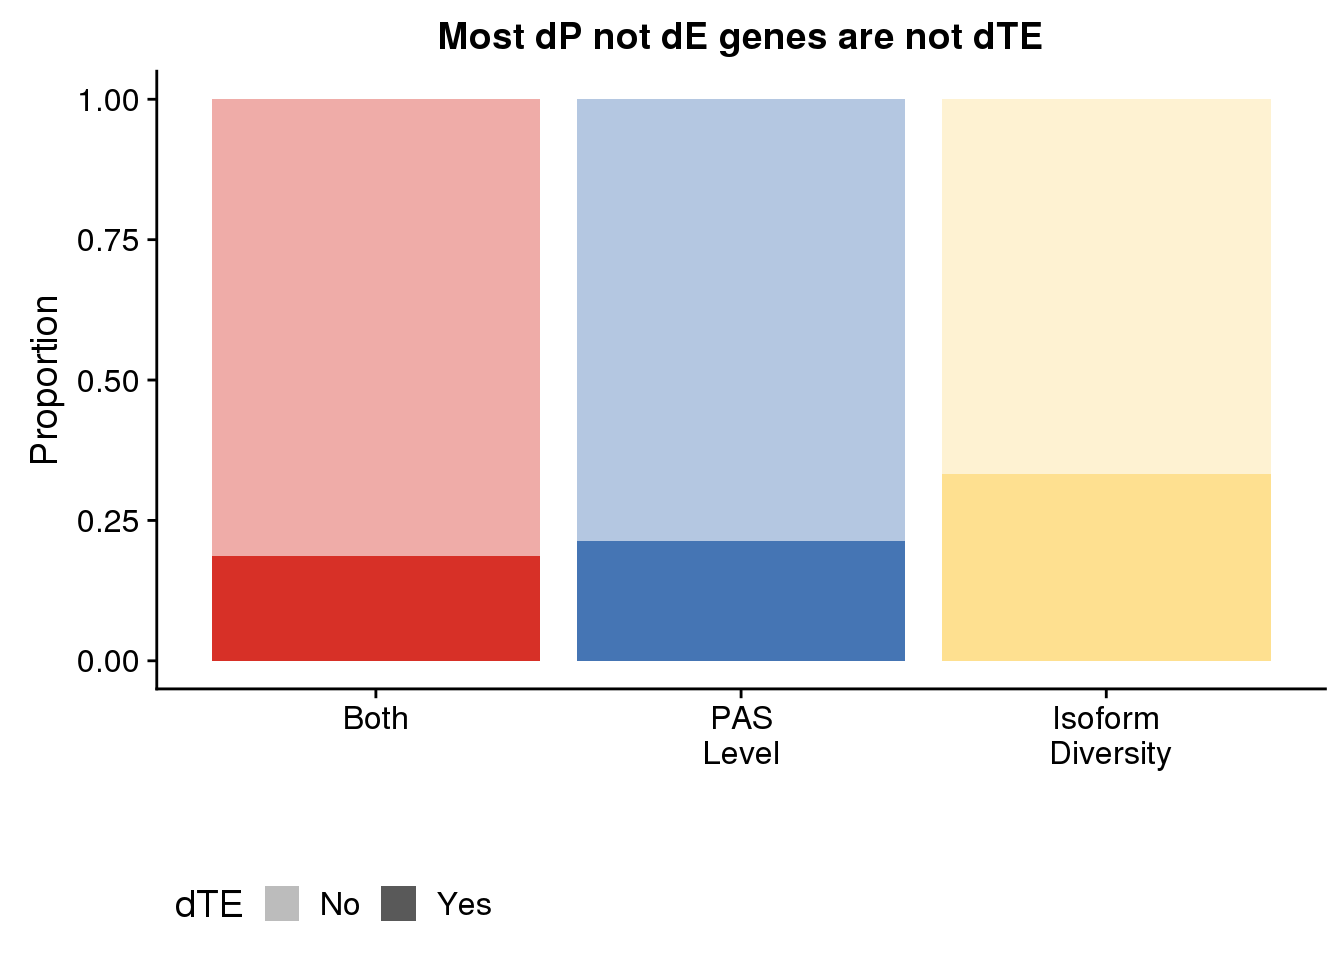 Most dP not dE genes are not dTE
Proportion
1.00
0.75
0.50
0.25
0.00
Both
PAS
Level
Isoform
Diversity
dTE No Yes